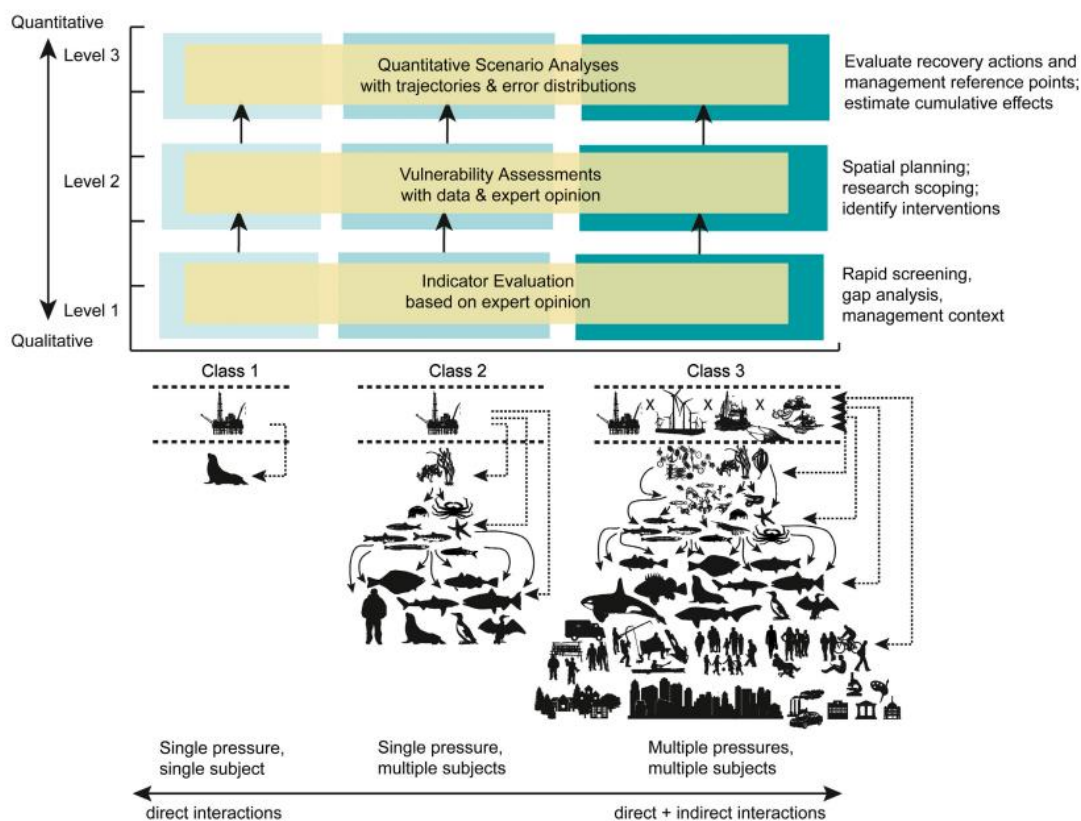 Quantitative
Level 3
Quantitative Scenario Analyses
with trajectories & error distributions
Evaluate recovery actions and
management reference points;
estimate cumulative effects
Level 2
Vulnerability Assessments
with data & expert opinion
Spatial planning;
research scoping;
identify interventions
Level 1
Indicator Evaluation
based on expert opinion
Rapid screening,
gap analysis,
management context
Qualitative
Class 1
Class 2
Class 3
X X X
Single pressure,
single subject
Single pressure,
multiple subjects
Multiple pressures,
multiple subjects
direct interactions
direct + indirect interactions